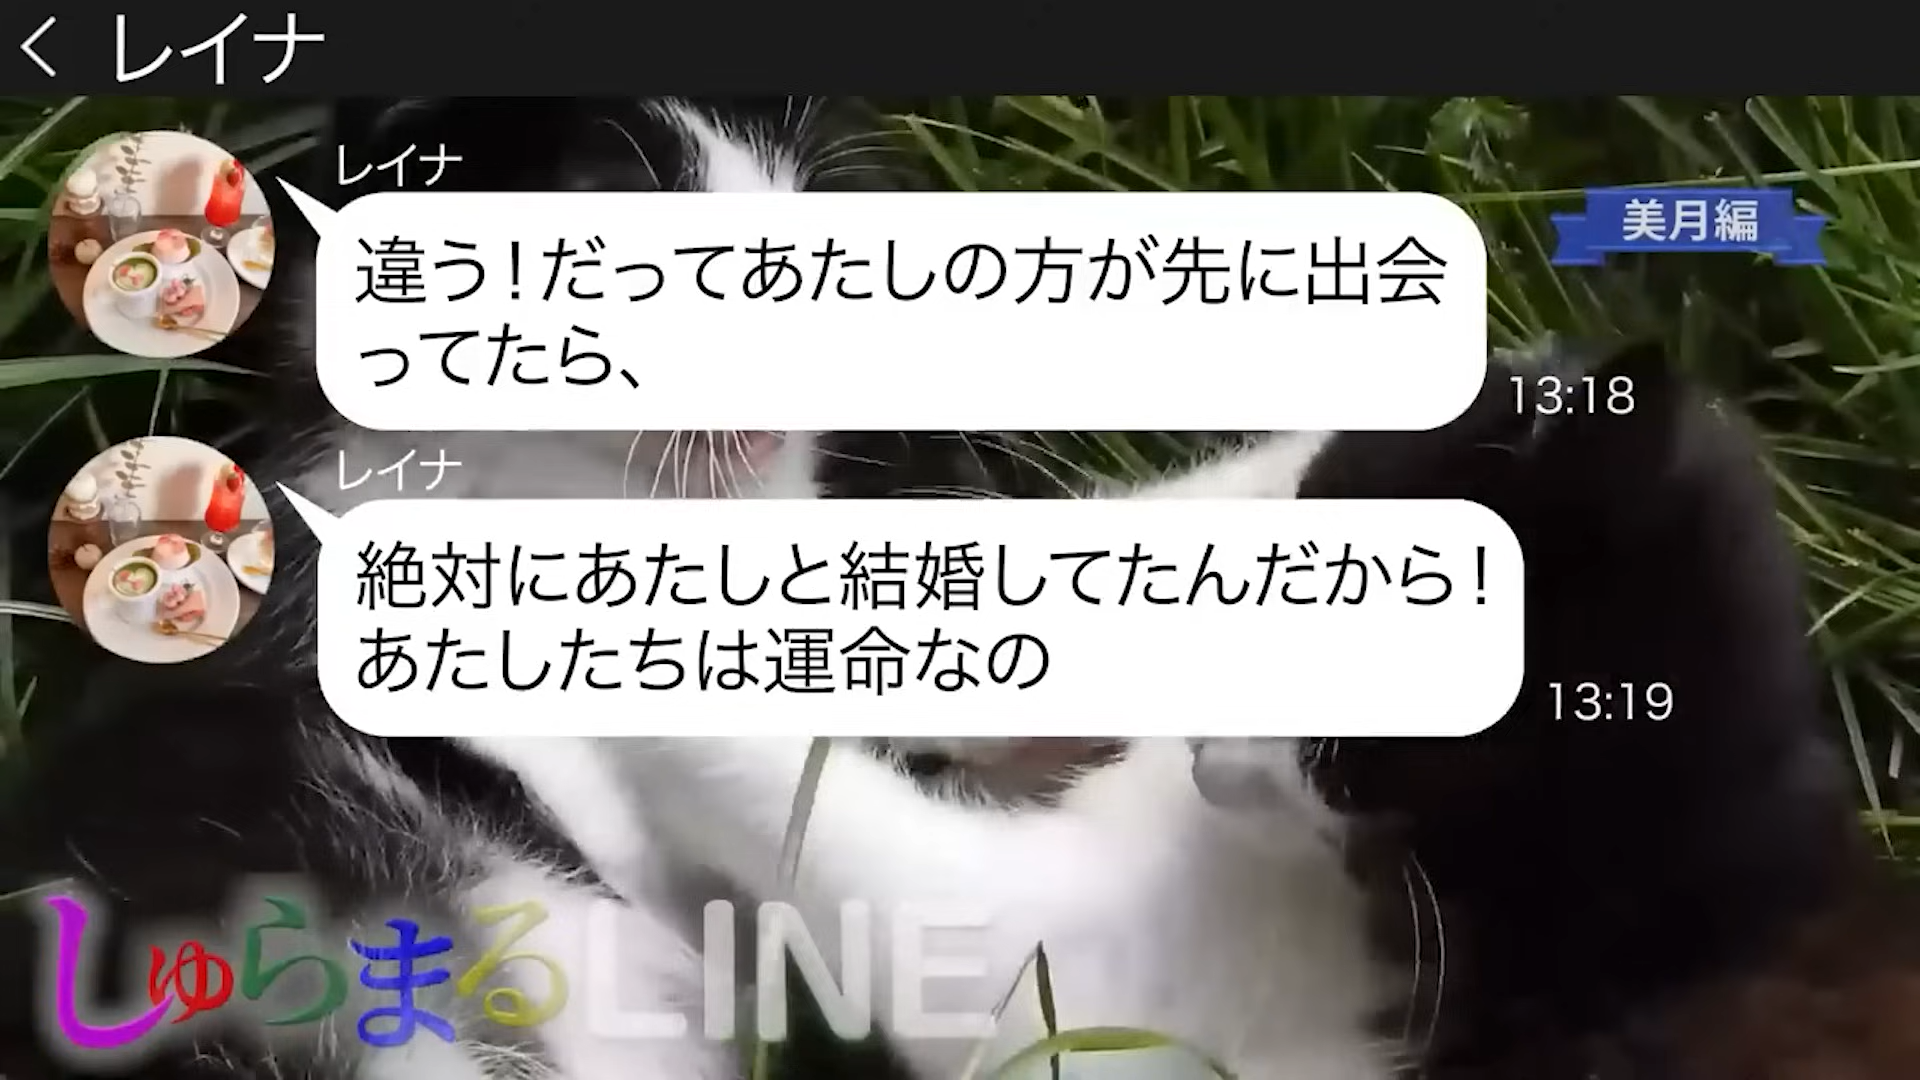 レイナ
レイナ
美月編
違う！だってあたしの方が先に出会
ってたら、
13:18
レイナ
絶対にあたしと結婚してたんだから！
あたしたちは運命なの
13:19
しゅらまるLINE